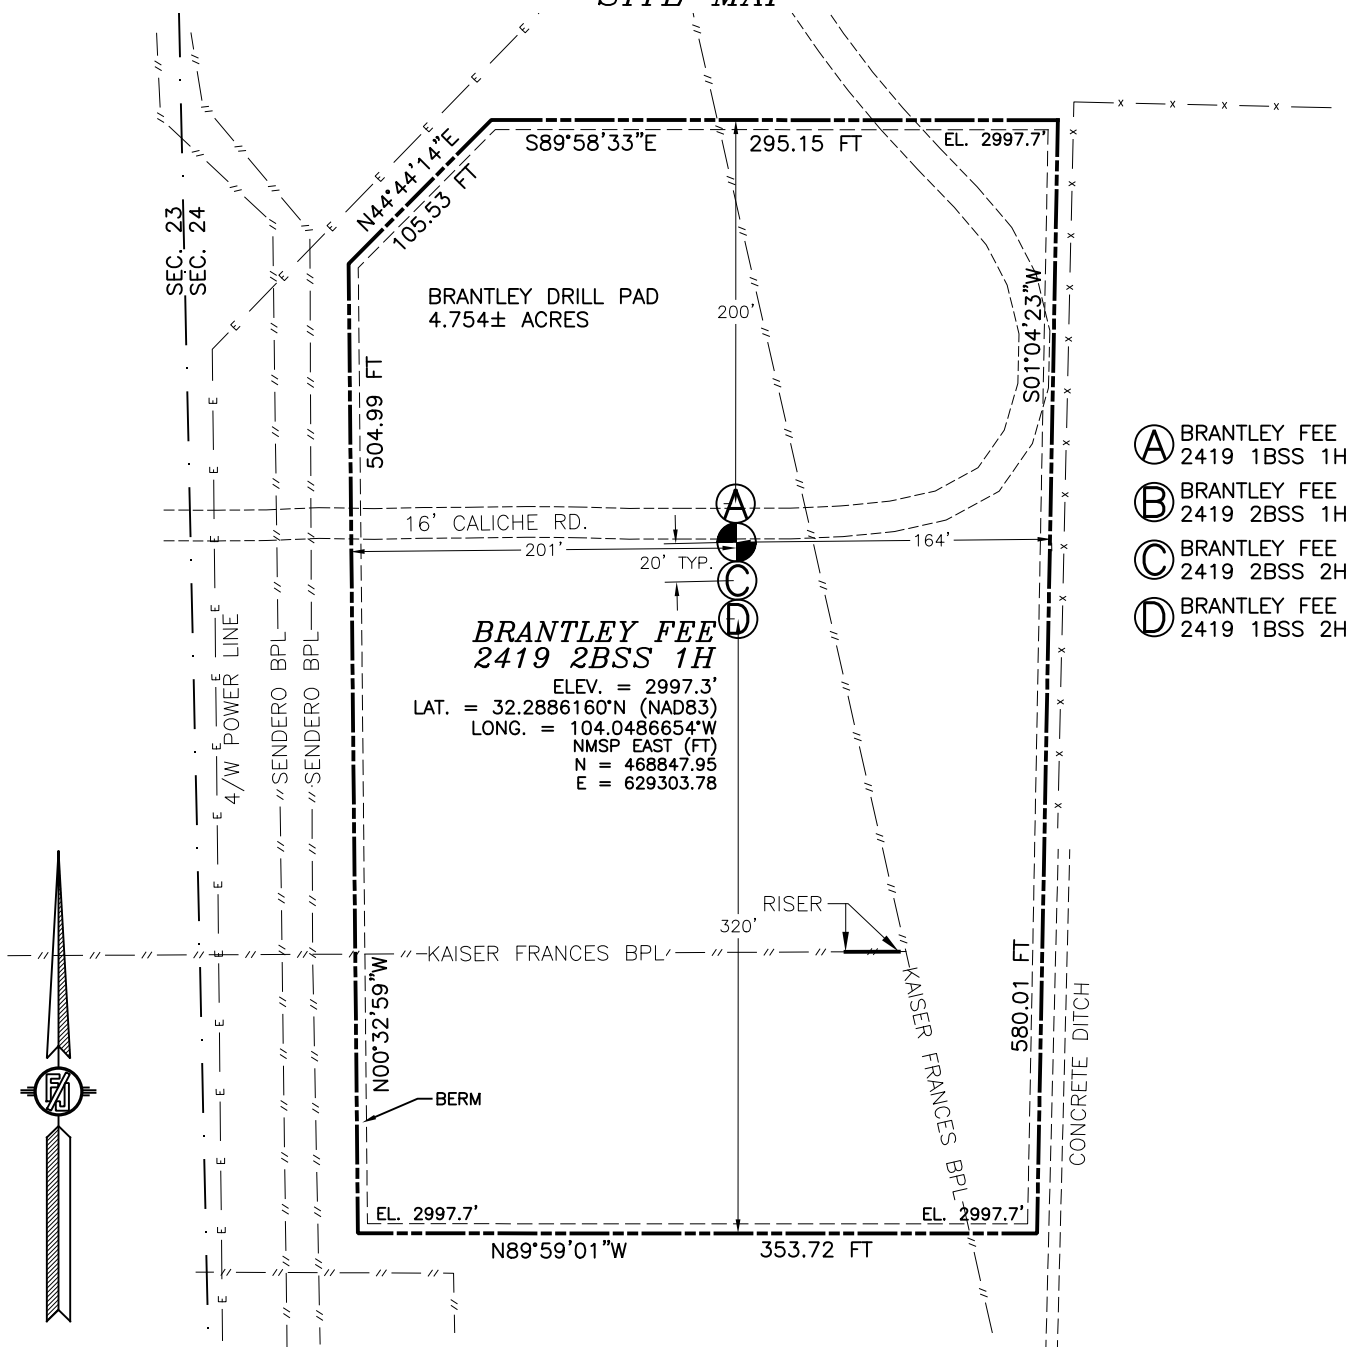 SITE MAP
S89°58'33"E
295.15 FT
EL. 2997.7'
N44°44'14"E
105.53 FT
SEC. 23
SEC. 24
BRANTLEY DRILL PAD
4.754± ACRES
200'
S01°04'23"W
504.99 FT
A
BRANTLEY FEE
2419 1BSS 1H
B
BRANTLEY FEE
2419 2BSS 1H
C
BRANTLEY FEE
2419 2BSS 2H
D
BRANTLEY FEE
2419 1BSS 2H
A
16' CALICHE RD.
201'
164'
20' TYP.
C
D
BRANTLEY FEE
2419 2BSS 1H
ELEV. = 2997.3'
LAT. = 32.2886160°N (NAD83)
LONG. = 104.0486654°W
NMSP EAST (FT)
N = 468847.95
E = 629303.78
4/W POWER LINE
SENDERO BPL
SENDERO BPL
RISER
320'
KAISER FRANCES BPL
KAISER FRANCES BPL
580.01 FT
CONCRETE DITCH
N00°32'59"W
BERM
EL. 2997.7'
EL. 2997.7'
N89°59'01"W
353.72 FT